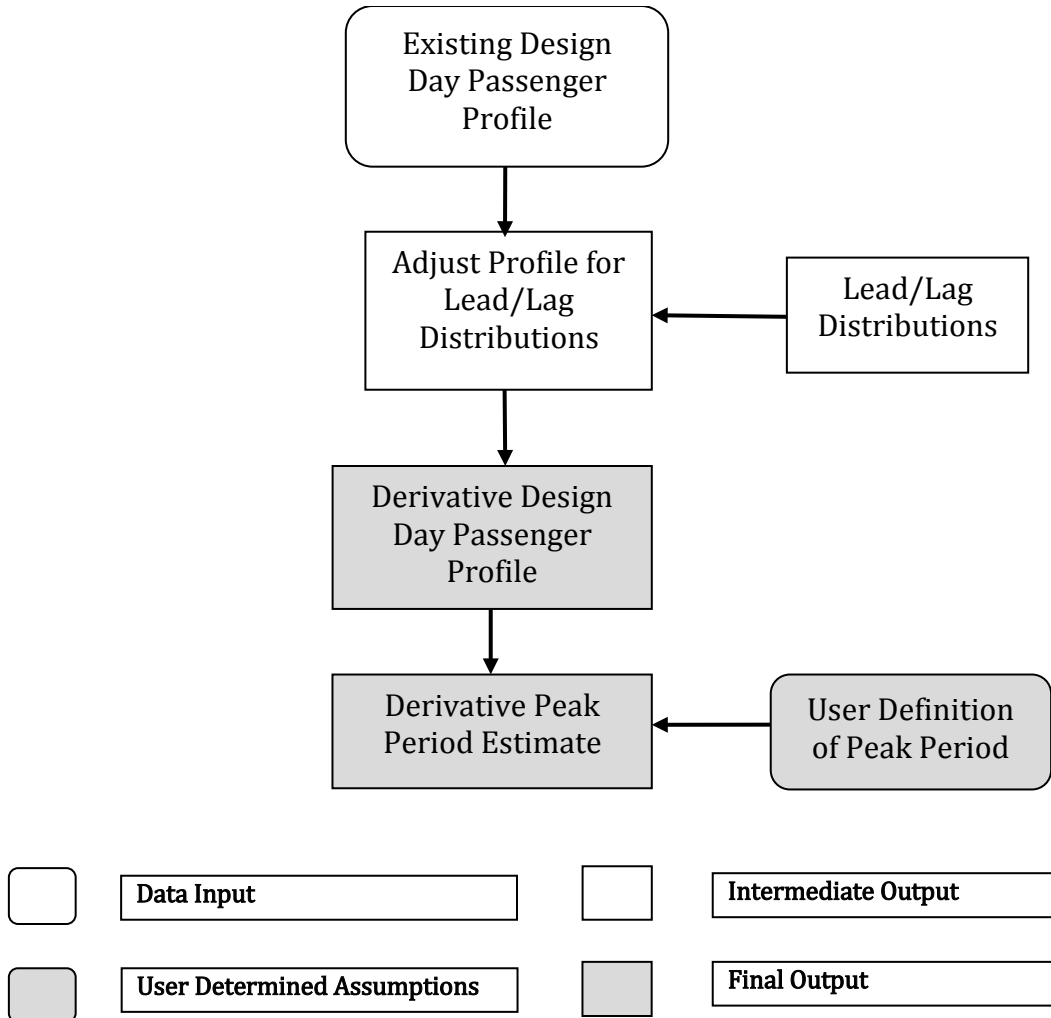 Existing Design
Day Passenger
Profile
Adjust Profile for
Lead/Lag
Distributions
Lead/Lag
Distributions
Derivative Design
Day Passenger
Profile
Derivative Peak
Period Estimate
User Definition
of Peak Period
Data Input
Intermediate Output
User Determined Assumptions
Final Output